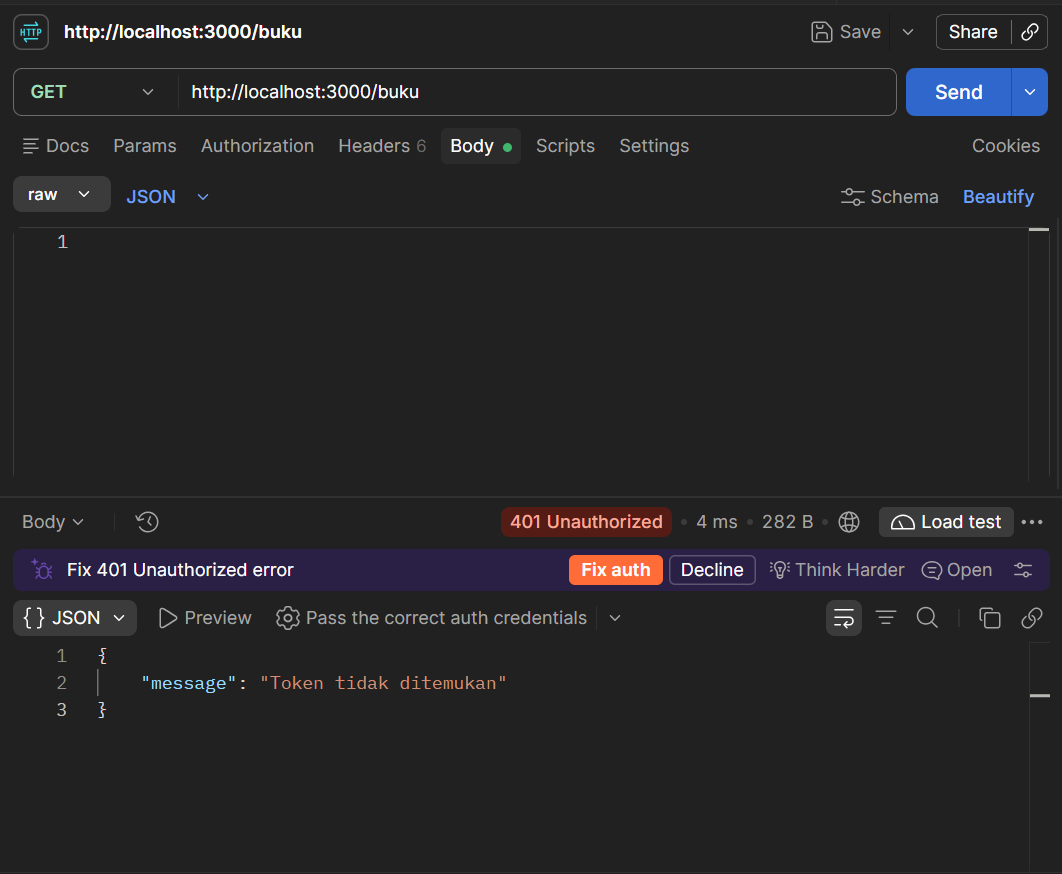 HTTP http://localhost:3000/buku Save Share
GET http://localhost:3000/buku Send
Docs Params Authorization Headers 6 Body Scripts Settings Cookies
raw JSON Schema Beautify
1
Body 401 Unauthorized 4 ms 282 B Load test
Fix 401 Unauthorized error Fix auth Decline Think Harder Open
{} JSON Preview Pass the correct auth credentials
1 {
2 "message": "Token tidak ditemukan"
3 }